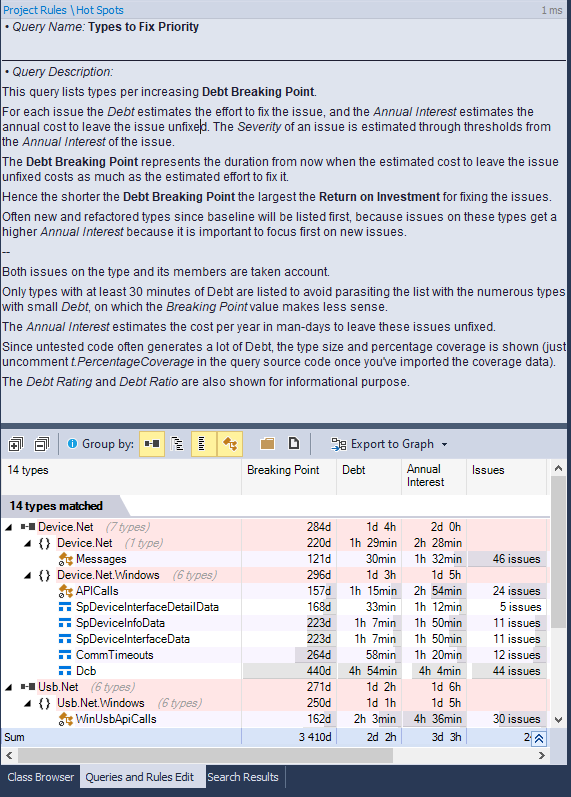 Project Rules \ Hot Spots 1 ms
• Query Name: Types to Fix Priority
• Query Description:
This query lists types per increasing Debt Breaking Point.
For each issue the Debt estimates the effort to fix the issue, and the Annual Interest estimates the
annual cost to leave the issue unfixed. The Severity of an issue is estimated through thresholds from
the Annual Interest of the issue.
The Debt Breaking Point represents the duration from now when the estimated cost to leave the issue
unfixed costs as much as the estimated effort to fix it.
Hence the shorter the Debt Breaking Point the largest the Return on Investment for fixing the issues.
Often new and refactored types since baseline will be listed first, because issues on these types get a
higher Annual Interest because it is important to focus first on new issues.
--
Both issues on the type and its members are taken account.
Only types with at least 30 minutes of Debt are listed to avoid parasiting the list with the numerous types
with small Debt, on which the Breaking Point value makes less sense.
The Annual Interest estimates the cost per year in man-days to leave these issues unfixed.
Since untested code often generates a lot of Debt, the type size and percentage coverage is shown (just
uncomment t.PercentageCoverage in the query source code once you've imported the coverage data).
The Debt Rating and Debt Ratio are also shown for informational purpose.
Group by: Export to Graph
14 types Breaking Point Debt Annual Interest Issues
14 types matched
Device.Net (7 types) 284d 1d 4h 2d 0h
{} Device.Net (1 type) 220d 1h 29min 2h 28min
Messages 121d 30min 1h 32min 46 issues
{} Device.Net.Windows (6 types) 296d 1d 3h 1d 5h
APICalls 157d 1h 15min 2h 54min 24 issues
SpDeviceInterfaceDetailData 168d 33min 1h 12min 5 issues
SpDeviceInfoData 223d 1h 7min 1h 50min 11 issues
SpDeviceInterfaceData 223d 1h 7min 1h 50min 11 issues
CommTimeouts 264d 58min 1h 20min 12 issues
Dcb 440d 4h 54min 4h 4min 44 issues
Usb.Net (6 types) 271d 1d 2h 1d 6h
{} Usb.Net.Windows (6 types) 250d 1d 1h 1d 5h
WinUsbApiCalls 162d 2h 3min 4h 36min 30 issues
Sum 3 410d 2d 2h 3d 3h
Class Browser Queries and Rules Edit Search Results